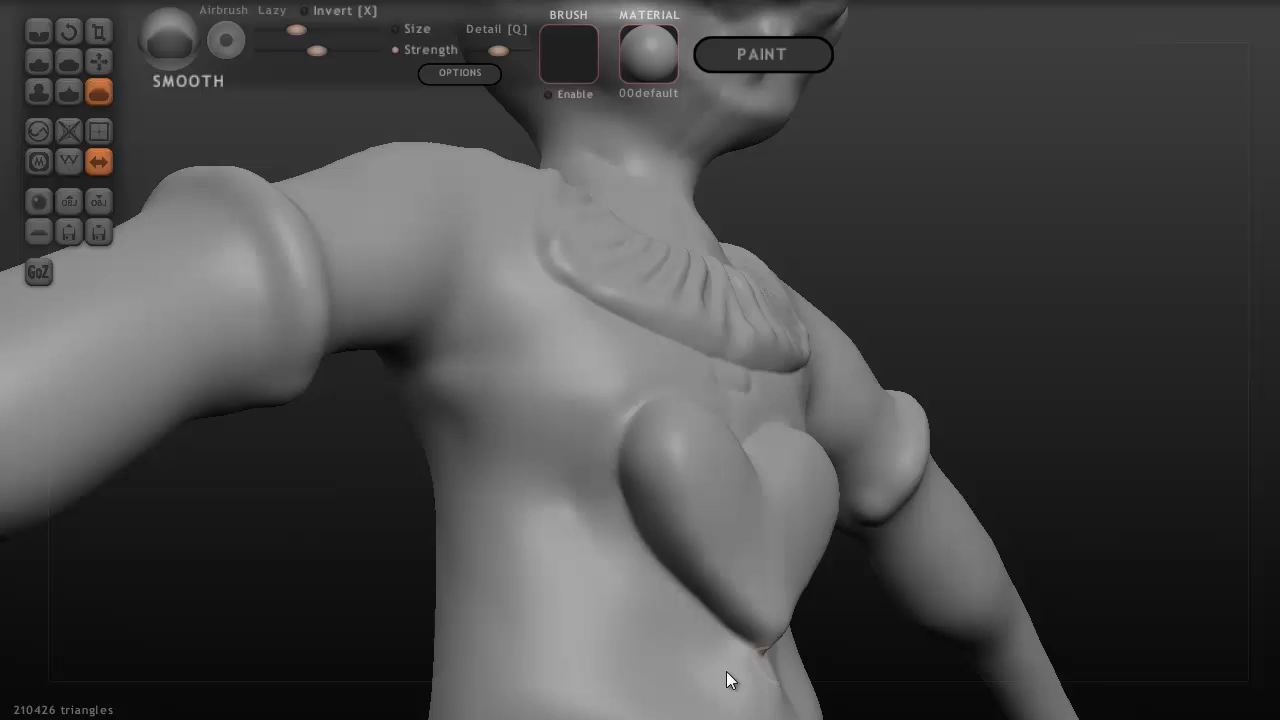 Airbrush Lazy Invert [X]
SMOOTH
Size
Strength
Detail [Q]
OPTIONS
BRUSH
Enable
MATERIAL
00default
PAINT
OBJ OBJ
GoZ
210426 triangles